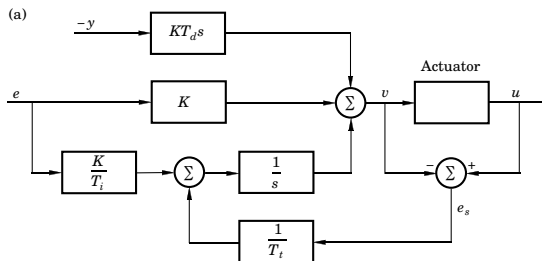 (a)
−y
KT_d s
e
K
Σ
v
Actuator
u
K
T_i
Σ
1
s
− Σ +
e_s
1
T_t